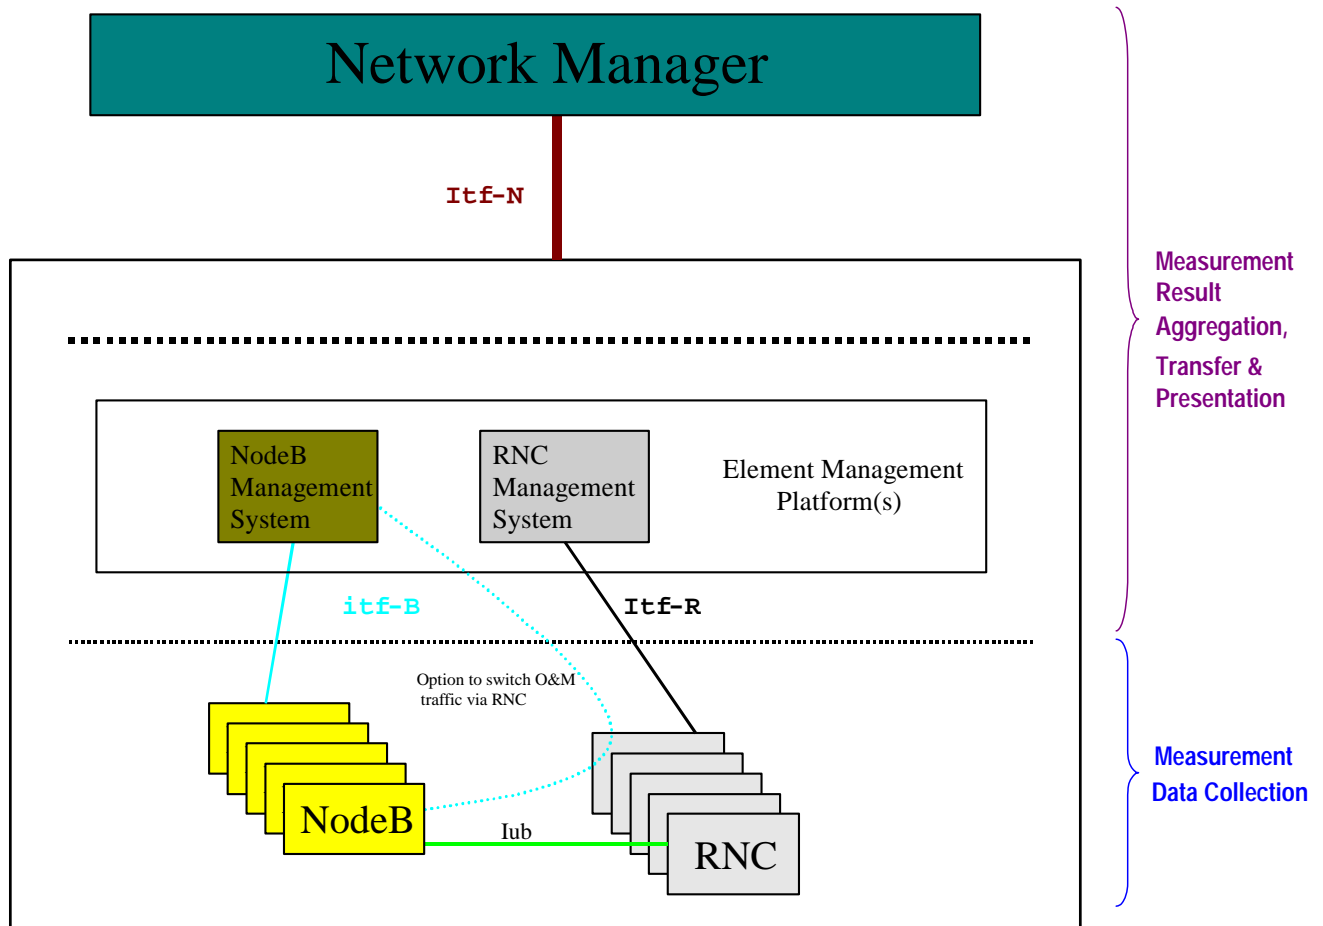 Network Manager
Itf-N
Measurement
Result
Aggregation,
Transfer &
Presentation
NodeB
Management
System
RNC
Management
System
Element Management
Platform(s)
itf-B
Itf-R
Option to switch O&M
traffic via RNC
Measurement
Data Collection
NodeB
Iub
RNC